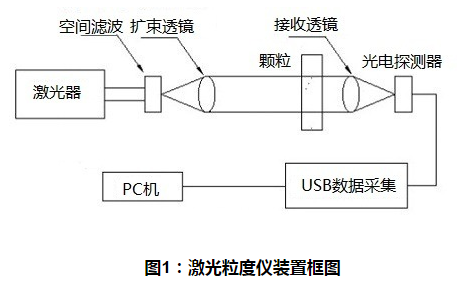 空间滤波
扩束透镜
接收透镜
颗粒
光电探测器
激光器
PC机
USB数据采集
图1：激光粒度仪装置框图